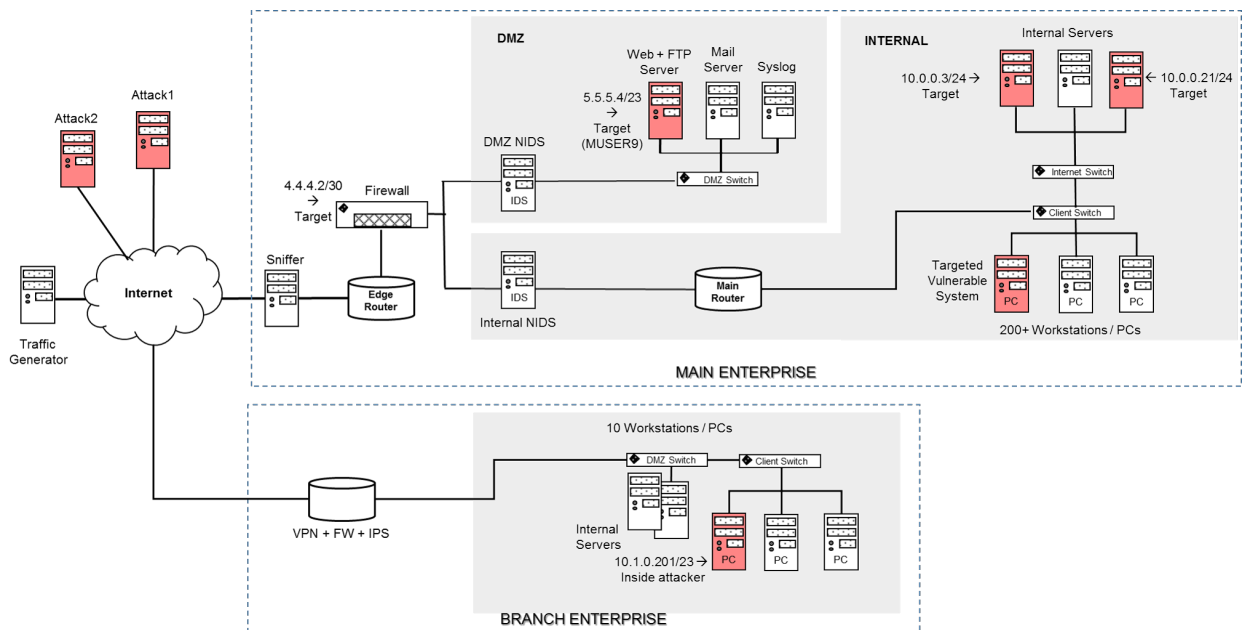 Attack1
Attack2
Traffic
Generator
Internet
Sniffer
Edge
Router
4.4.4.2/30
→
Target
Firewall
DMZ
DMZ NIDS
IDS
Web + FTP
Server
5.5.5.4/23
→
Target
(MUSER9)
Mail
Server
Syslog
DMZ Switch
INTERNAL
Internal Servers
10.0.0.3/24 →
Target
← 10.0.0.21/24
Target
Internet Switch
Client Switch
IDS
Internal NIDS
Main
Router
Targeted
Vulnerable
System
PC
PC
PC
200+ Workstations / PCs
MAIN ENTERPRISE
VPN + FW + IPS
10 Workstations / PCs
DMZ Switch
Client Switch
Internal
Servers
10.1.0.201/23 →
Inside attacker
PC
PC
PC
BRANCH ENTERPRISE